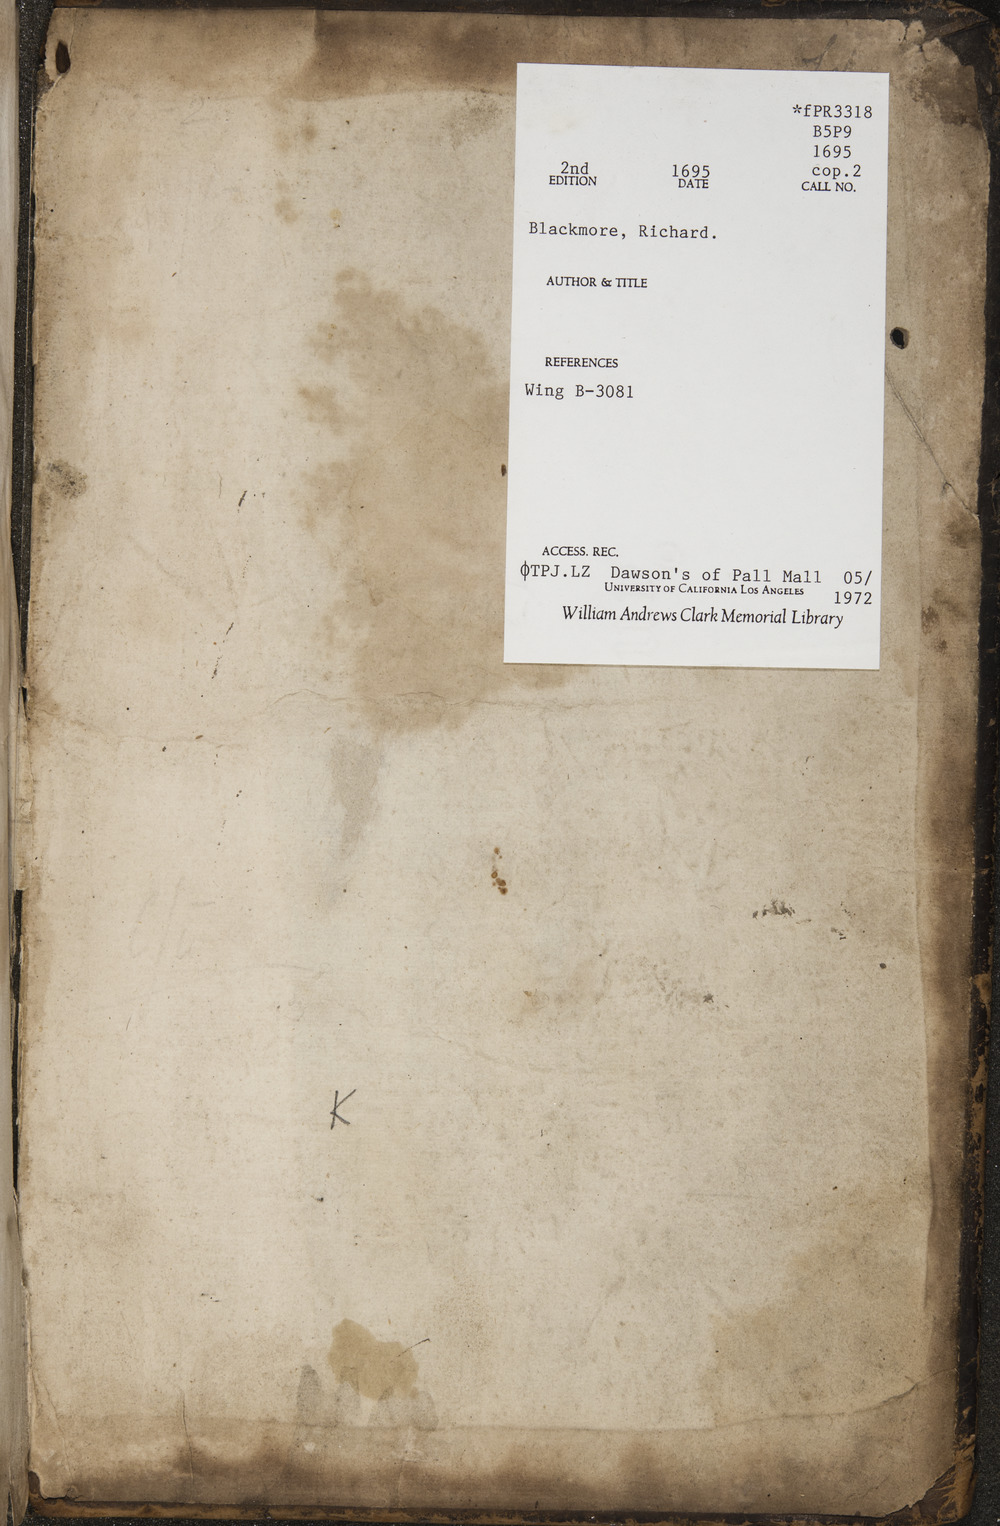 *fPR3318
B5P9
1695
2nd 1695 cop.2
EDITION DATE CALL NO.
Blackmore, Richard.
AUTHOR & TITLE
REFERENCES
Wing B-3081
ACCESS. REC.
ϕTPJ.LZ Dawson's of Pall Mall 05/
UNIVERSITY OF CALIFORNIA LOS ANGELES
1972
William Andrews Clark Memorial Library
K